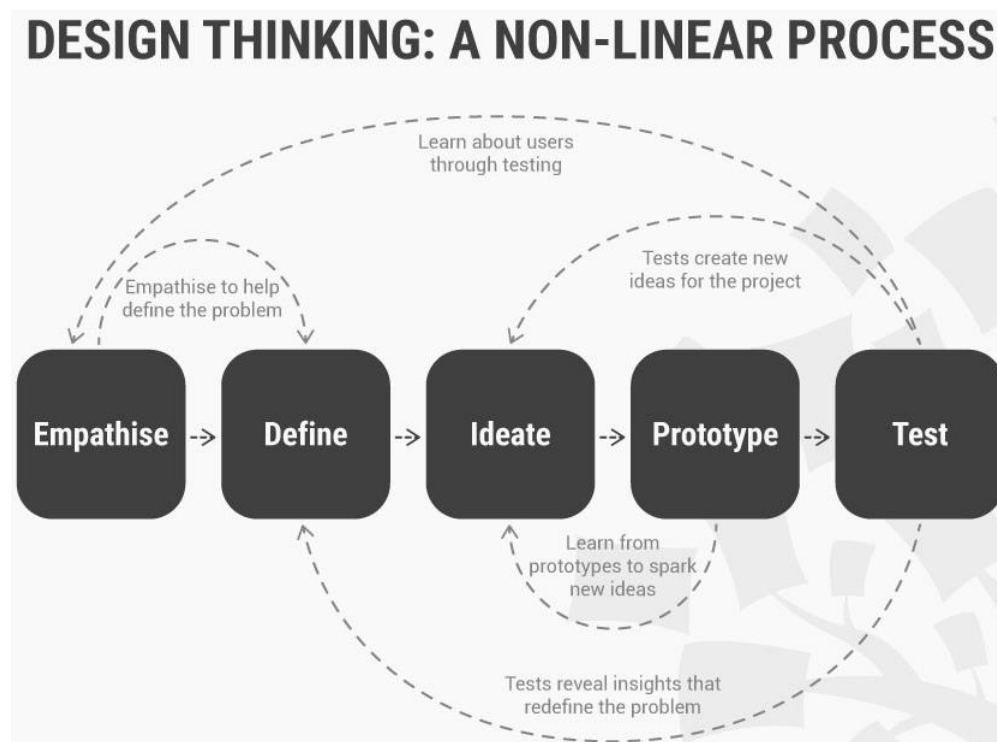 DESIGN THINKING: A NON-LINEAR PROCESS
Learn about users
through testing
Tests create new
ideas for the project
Empathise to help
define the problem
Empathise
Define
Ideate
Prototype
Test
Learn from
prototypes to spark
new ideas
Tests reveal insights that
redefine the problem